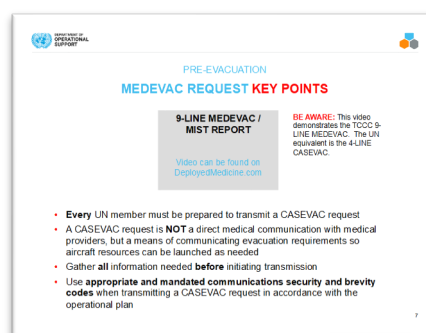 DEPARTMENT OF
OPERATIONAL
SUPPORT
PRE-EVACUATION
MEDEVAC REQUEST KEY POINTS
9-LINE MEDEVAC /
MIST REPORT
Video can be found on
DeployedMedicine.com
BE AWARE: This video
demonstrates the TCCC 9-
LINE MEDEVAC. The UN
equivalent is the 4-LINE
CASEVAC.
• Every UN member must be prepared to transmit a CASEVAC request
• A CASEVAC request is NOT a direct medical communication with medical
providers, but a means of communicating evacuation requirements so
aircraft resources can be launched as needed
• Gather all information needed before initiating transmission
• Use appropriate and mandated communications security and brevity
codes when transmitting a CASEVAC request in accordance with the
operational plan
7